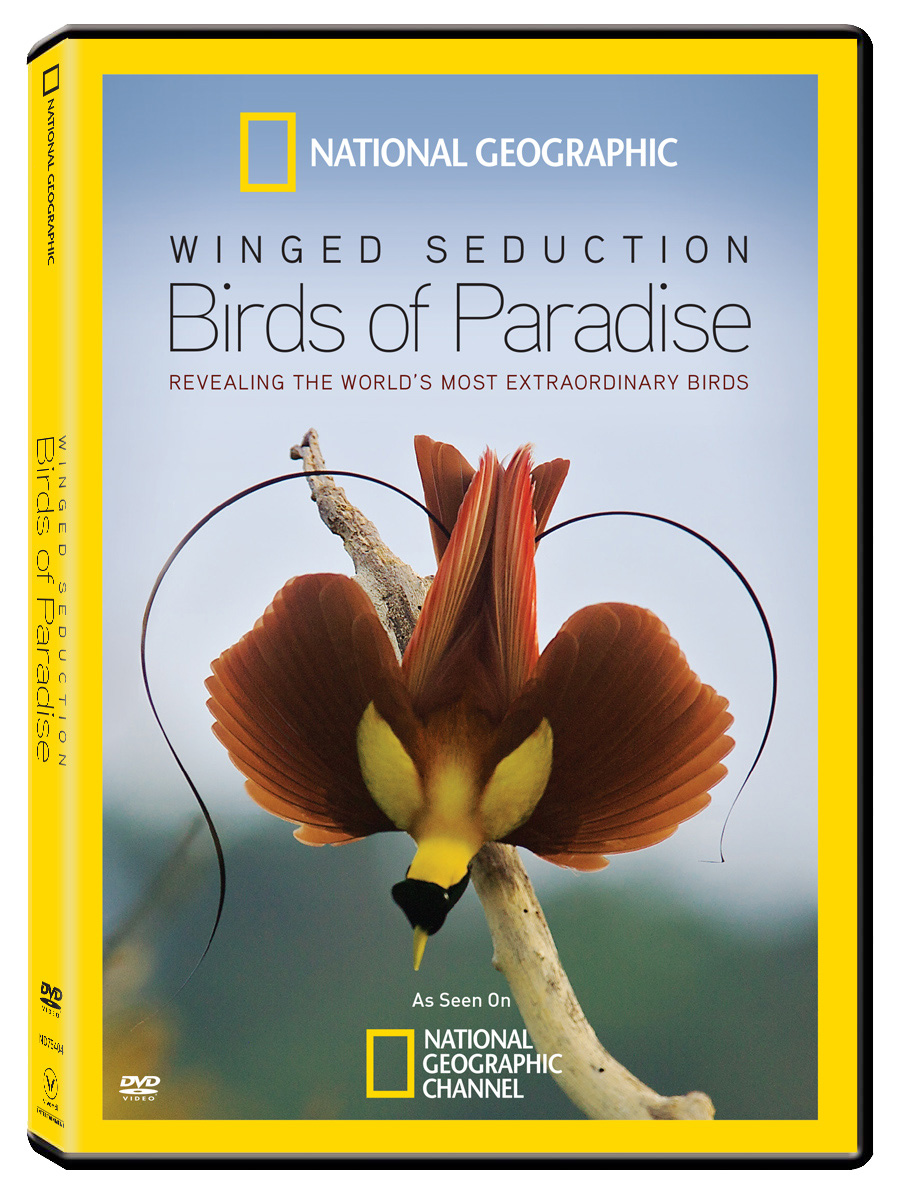 NATIONAL GEOGRAPHIC
WINGED SEDUCTION
Birds of Paradise
REVEALING THE WORLD'S MOST EXTRAORDINARY BIRDS
As Seen On
NATIONAL
GEOGRAPHIC
CHANNEL
DVD
VIDEO
NATIONAL GEOGRAPHIC
WINGED SEDUCTION
Birds of Paradise
DVD
VIDEO